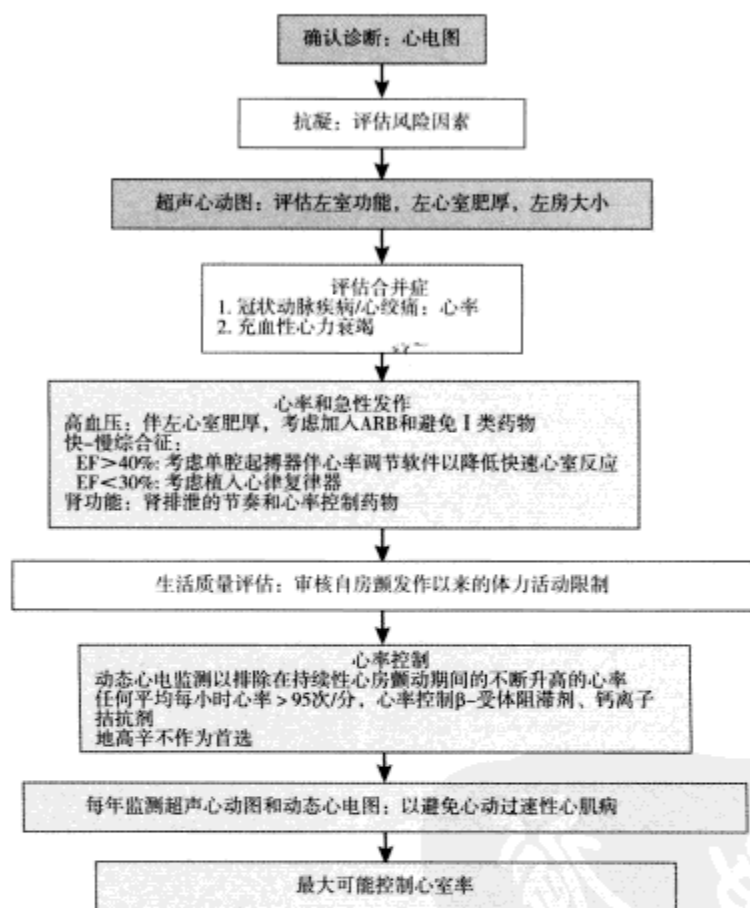 确认诊断：心电图
抗凝：评估风险因素
超声心动图：评估左室功能，左心室肥厚，左房大小
评估合并症
1. 冠状动脉疾病/心绞痛：心率
2. 充血性心力衰竭
心率和急性发作
高血压：伴左心室肥厚，考虑加入ARB和避免Ⅰ类药物
快-慢综合征：
EF＞40%: 考虑单腔起搏器伴心率调节软件以降低快速心室反应
EF＜30%: 考虑植入心律复律器
肾功能：肾排泄的节奏和心率控制药物
生活质量评估：审核自房颤发作以来的体力活动限制
心率控制
动态心电监测以排除在持续性心房颤动期间的不断升高的心率
任何平均每小时心率＞95次/分，心率控制β-受体阻滞剂、钙离子
拮抗剂
地高辛不作为首选
每年监测超声心动图和动态心电图：以避免心动过速性心肌病
最大可能控制心室率